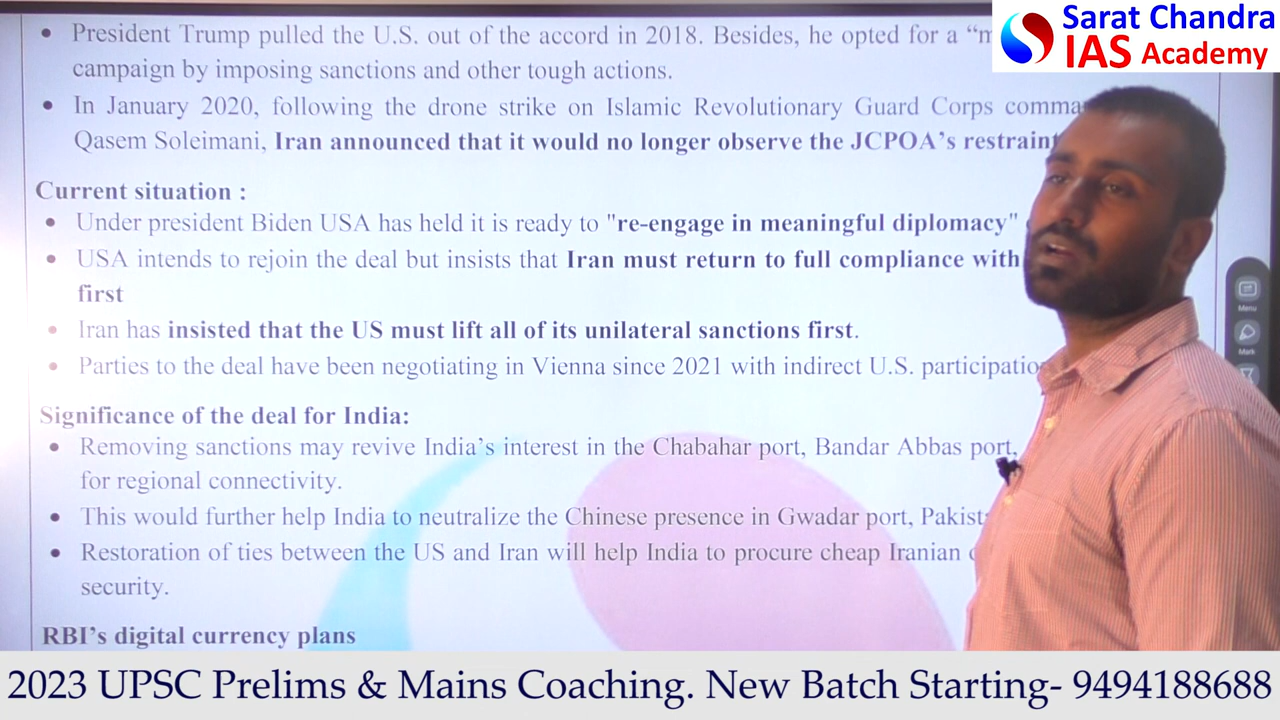 Sarat Chandra
IAS Academy
• President Trump pulled the U.S. out of the accord in 2018. Besides, he opted for a “m
campaign by imposing sanctions and other tough actions.
• In January 2020, following the drone strike on Islamic Revolutionary Guard Corps comma
Qasem Soleimani, Iran announced that it would no longer observe the JCPOA’s restraint
Current situation :
• Under president Biden USA has held it is ready to "re-engage in meaningful diplomacy"
• USA intends to rejoin the deal but insists that Iran must return to full compliance with
first
• Iran has insisted that the US must lift all of its unilateral sanctions first.
• Parties to the deal have been negotiating in Vienna since 2021 with indirect U.S. participatio
Significance of the deal for India:
• Removing sanctions may revive India’s interest in the Chabahar port, Bandar Abbas port,
for regional connectivity.
• This would further help India to neutralize the Chinese presence in Gwadar port, Pakist
• Restoration of ties between the US and Iran will help India to procure cheap Iranian
security.
RBI’s digital currency plans
Menu
Mark
2023 UPSC Prelims & Mains Coaching. New Batch Starting- 9494188688